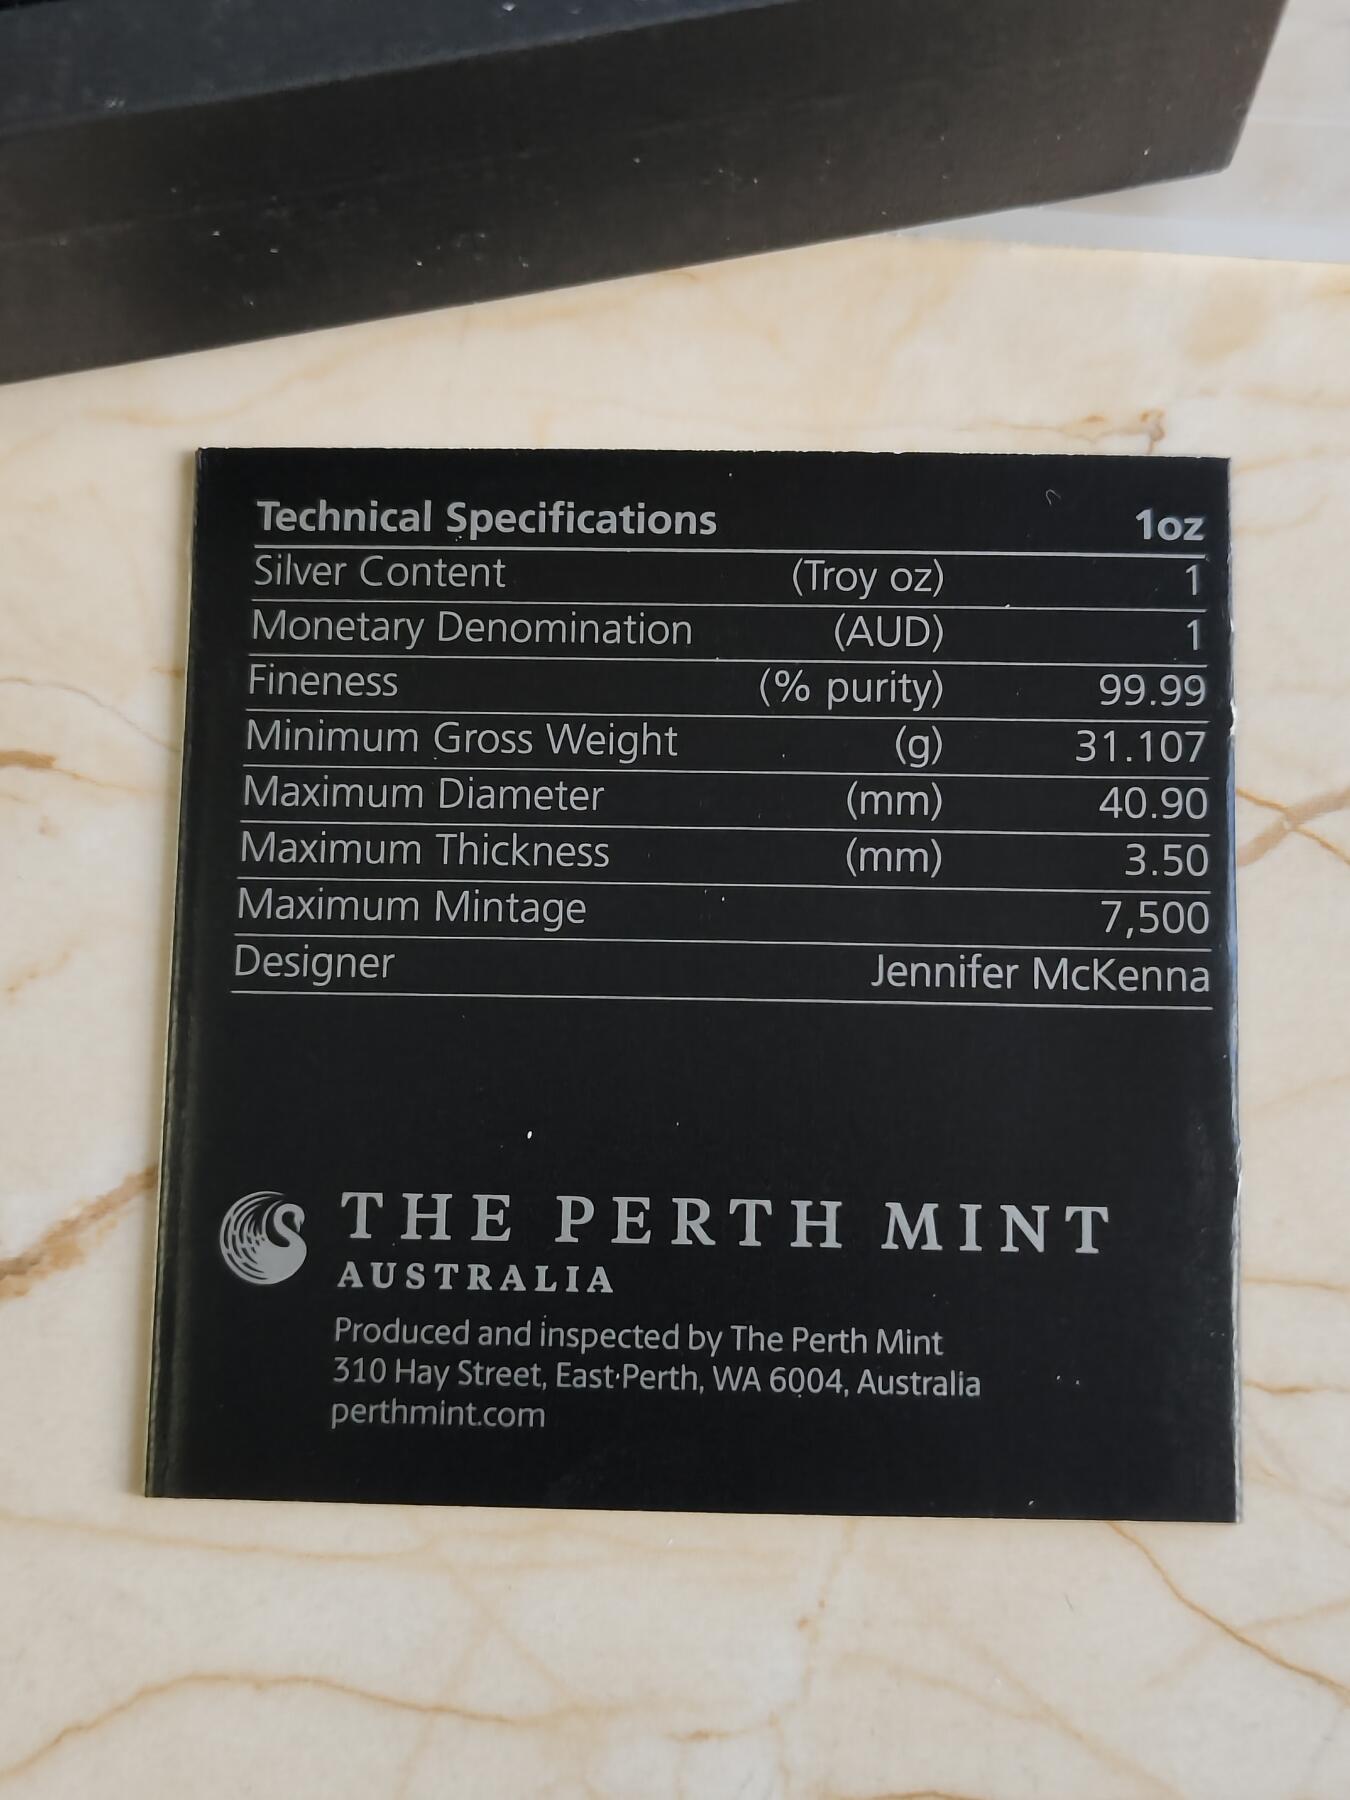 Technical Specifications 1oz
Silver Content (Troy oz) 1
Monetary Denomination (AUD) 1
Fineness (% purity) 99.99
Minimum Gross Weight (g) 31.107
Maximum Diameter (mm) 40.90
Maximum Thickness (mm) 3.50
Maximum Mintage 7,500
Designer Jennifer McKenna
THE PERTH MINT
AUSTRALIA
Produced and inspected by The Perth Mint
310 Hay Street, East Perth, WA 6004, Australia
perthmint.com